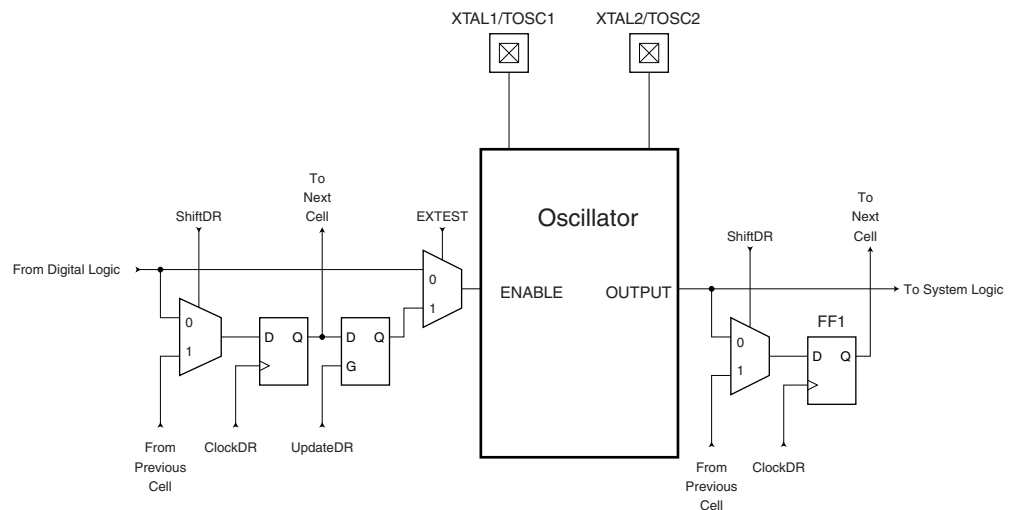 XTAL1/TOSC1
XTAL2/TOSC2
To
Next
Cell
ShiftDR
EXTEST
From Digital Logic
0
1
0
1
D Q
D Q
G
From
Previous
Cell
ClockDR
UpdateDR
Oscillator
ENABLE
OUTPUT
To
Next
Cell
ShiftDR
To System Logic
FF1
0
1
D Q
From
Previous
Cell
ClockDR